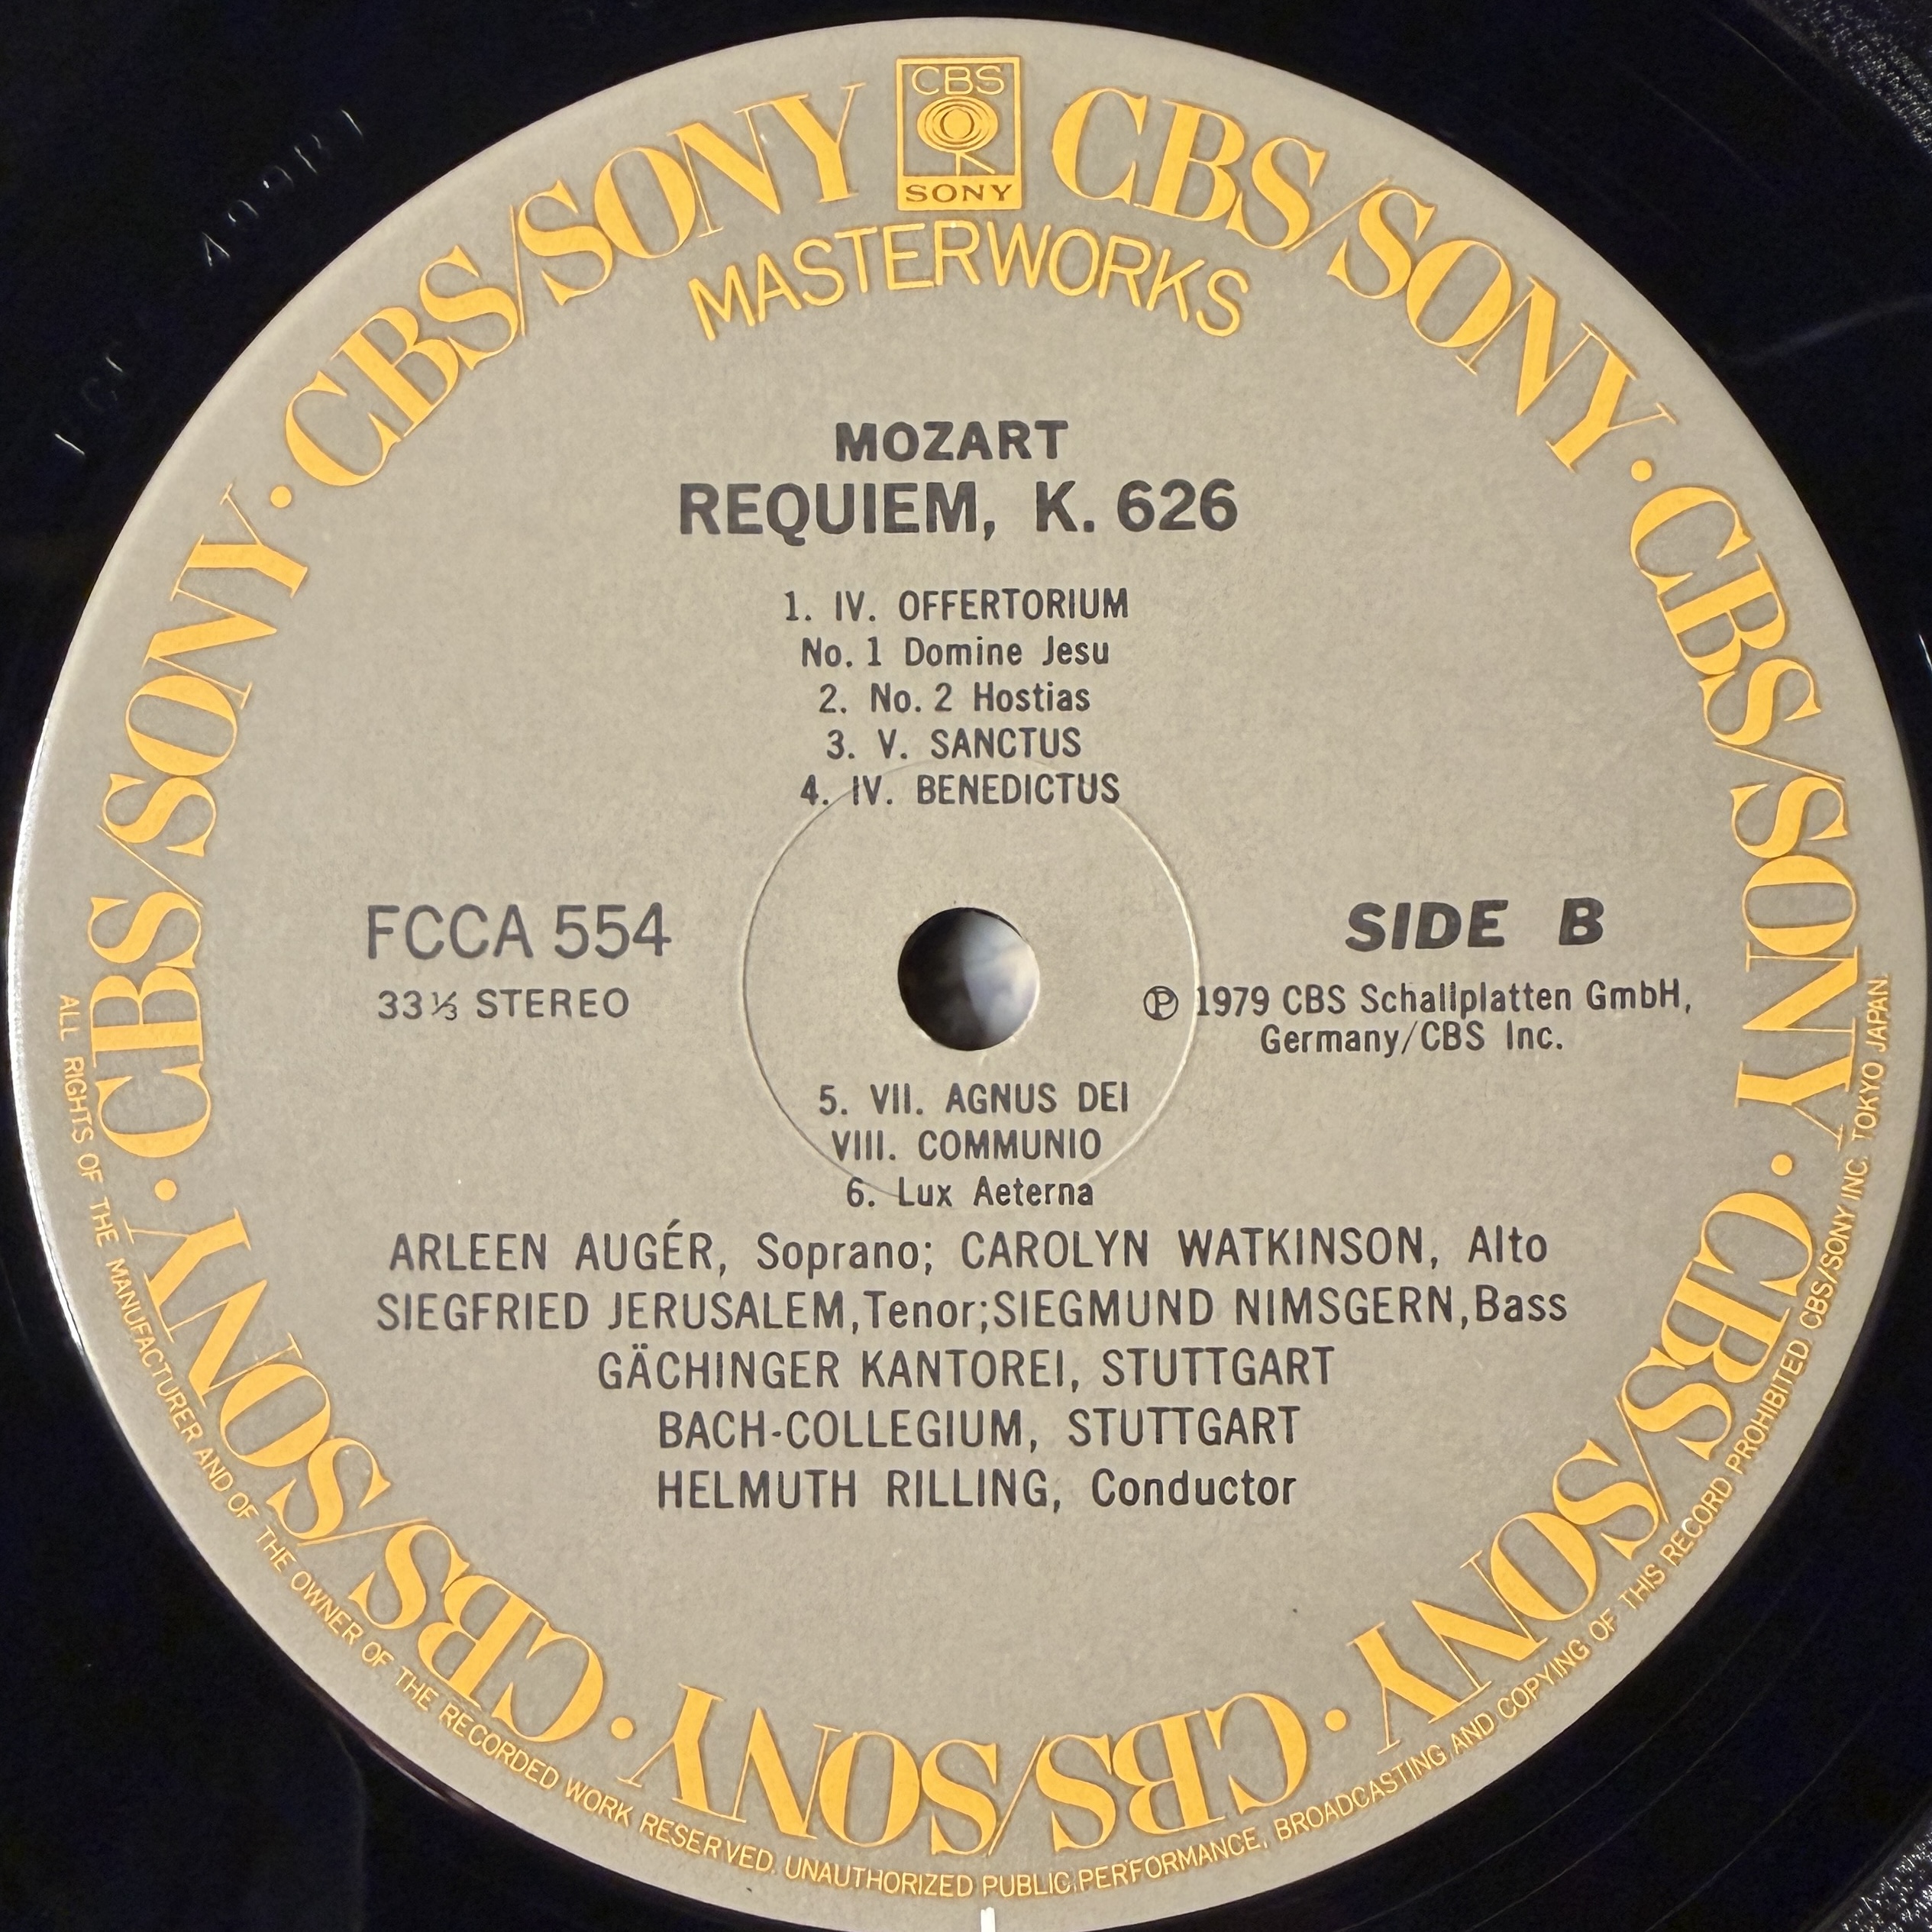 CBS
SONY
CBS/SONY · CBS/SONY · CBS/SONY · CBS/SONY · CBS/SONY · CBS/SONY · CBS/SONY
MASTERWORKS
MOZART
REQUIEM, K. 626
1. IV. OFFERTORIUM
No. 1 Domine Jesu
2. No. 2 Hostias
3. V. SANCTUS
4. IV. BENEDICTUS
FCCA 554
33⅓ STEREO
SIDE B
℗ 1979 CBS Schallplatten GmbH,
Germany/CBS Inc.
5. VII. AGNUS DEI
VIII. COMMUNIO
6. Lux Aeterna
ARLEEN AUGÉR, Soprano; CAROLYN WATKINSON, Alto
SIEGFRIED JERUSALEM, Tenor; SIEGMUND NIMSGERN, Bass
GÄCHINGER KANTOREI, STUTTGART
BACH-COLLEGIUM, STUTTGART
HELMUTH RILLING, Conductor
ALL RIGHTS OF THE MANUFACTURER AND OF THE OWNER OF THE RECORDED WORK RESERVED. UNAUTHORIZED PUBLIC PERFORMANCE, BROADCASTING AND COPYING OF THIS RECORD PROHIBITED. CBS/SONY INC. TOKYO JAPAN.